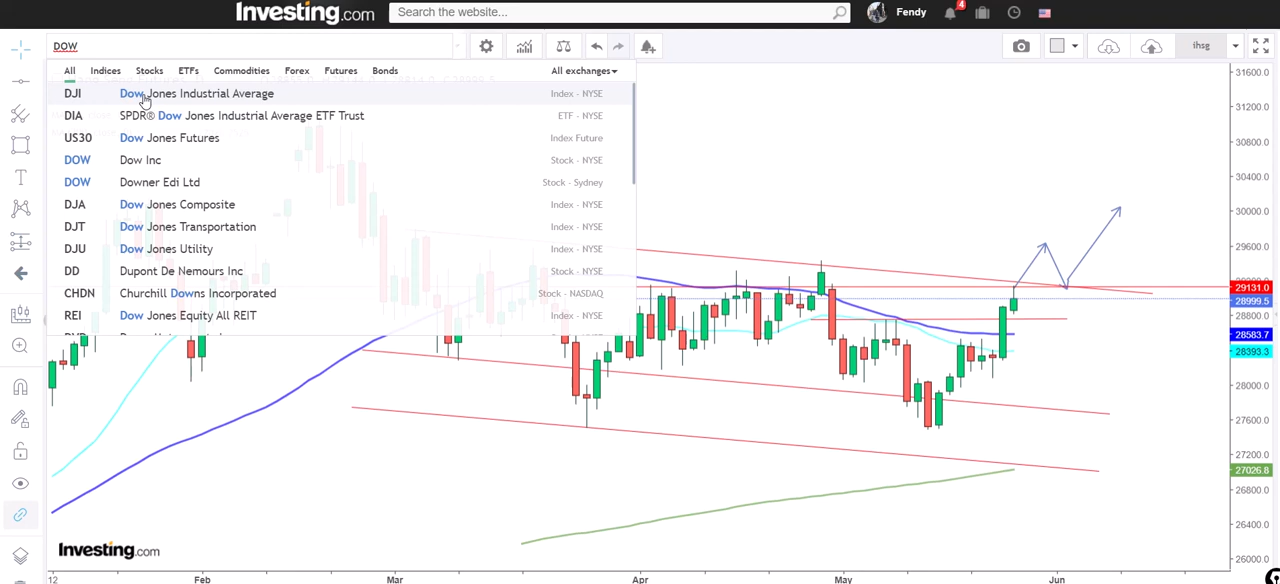 Investing.com
Search the website...
Fendy
4
DOW
ihsg
All Indices Stocks ETFs Commodities Forex Futures Bonds All exchanges
DJI Dow Jones Industrial Average Index - NYSE
DIA SPDR® Dow Jones Industrial Average ETF Trust ETF - NYSE
US30 Dow Jones Futures Index Future
DOW Dow Inc Stock - NYSE
DOW Downer Edi Ltd Stock - Sydney
DJA Dow Jones Composite Index - NYSE
DJT Dow Jones Transportation Index - NYSE
DJU Dow Jones Utility Index - NYSE
DD Dupont De Nemours Inc Stock - NYSE
CHDN Churchill Downs Incorporated Stock - NASDAQ
REI Dow Jones Equity All REIT Index - NYSE
31600.0
31200.0
30800.0
30400.0
30000.0
29600.0
29131.0
28999.5
28800.0
28583.7
28393.3
28000.0
27600.0
27200.0
27026.8
26800.0
26400.0
26000.0
Investing.com
12 Feb Mar Apr May Jun